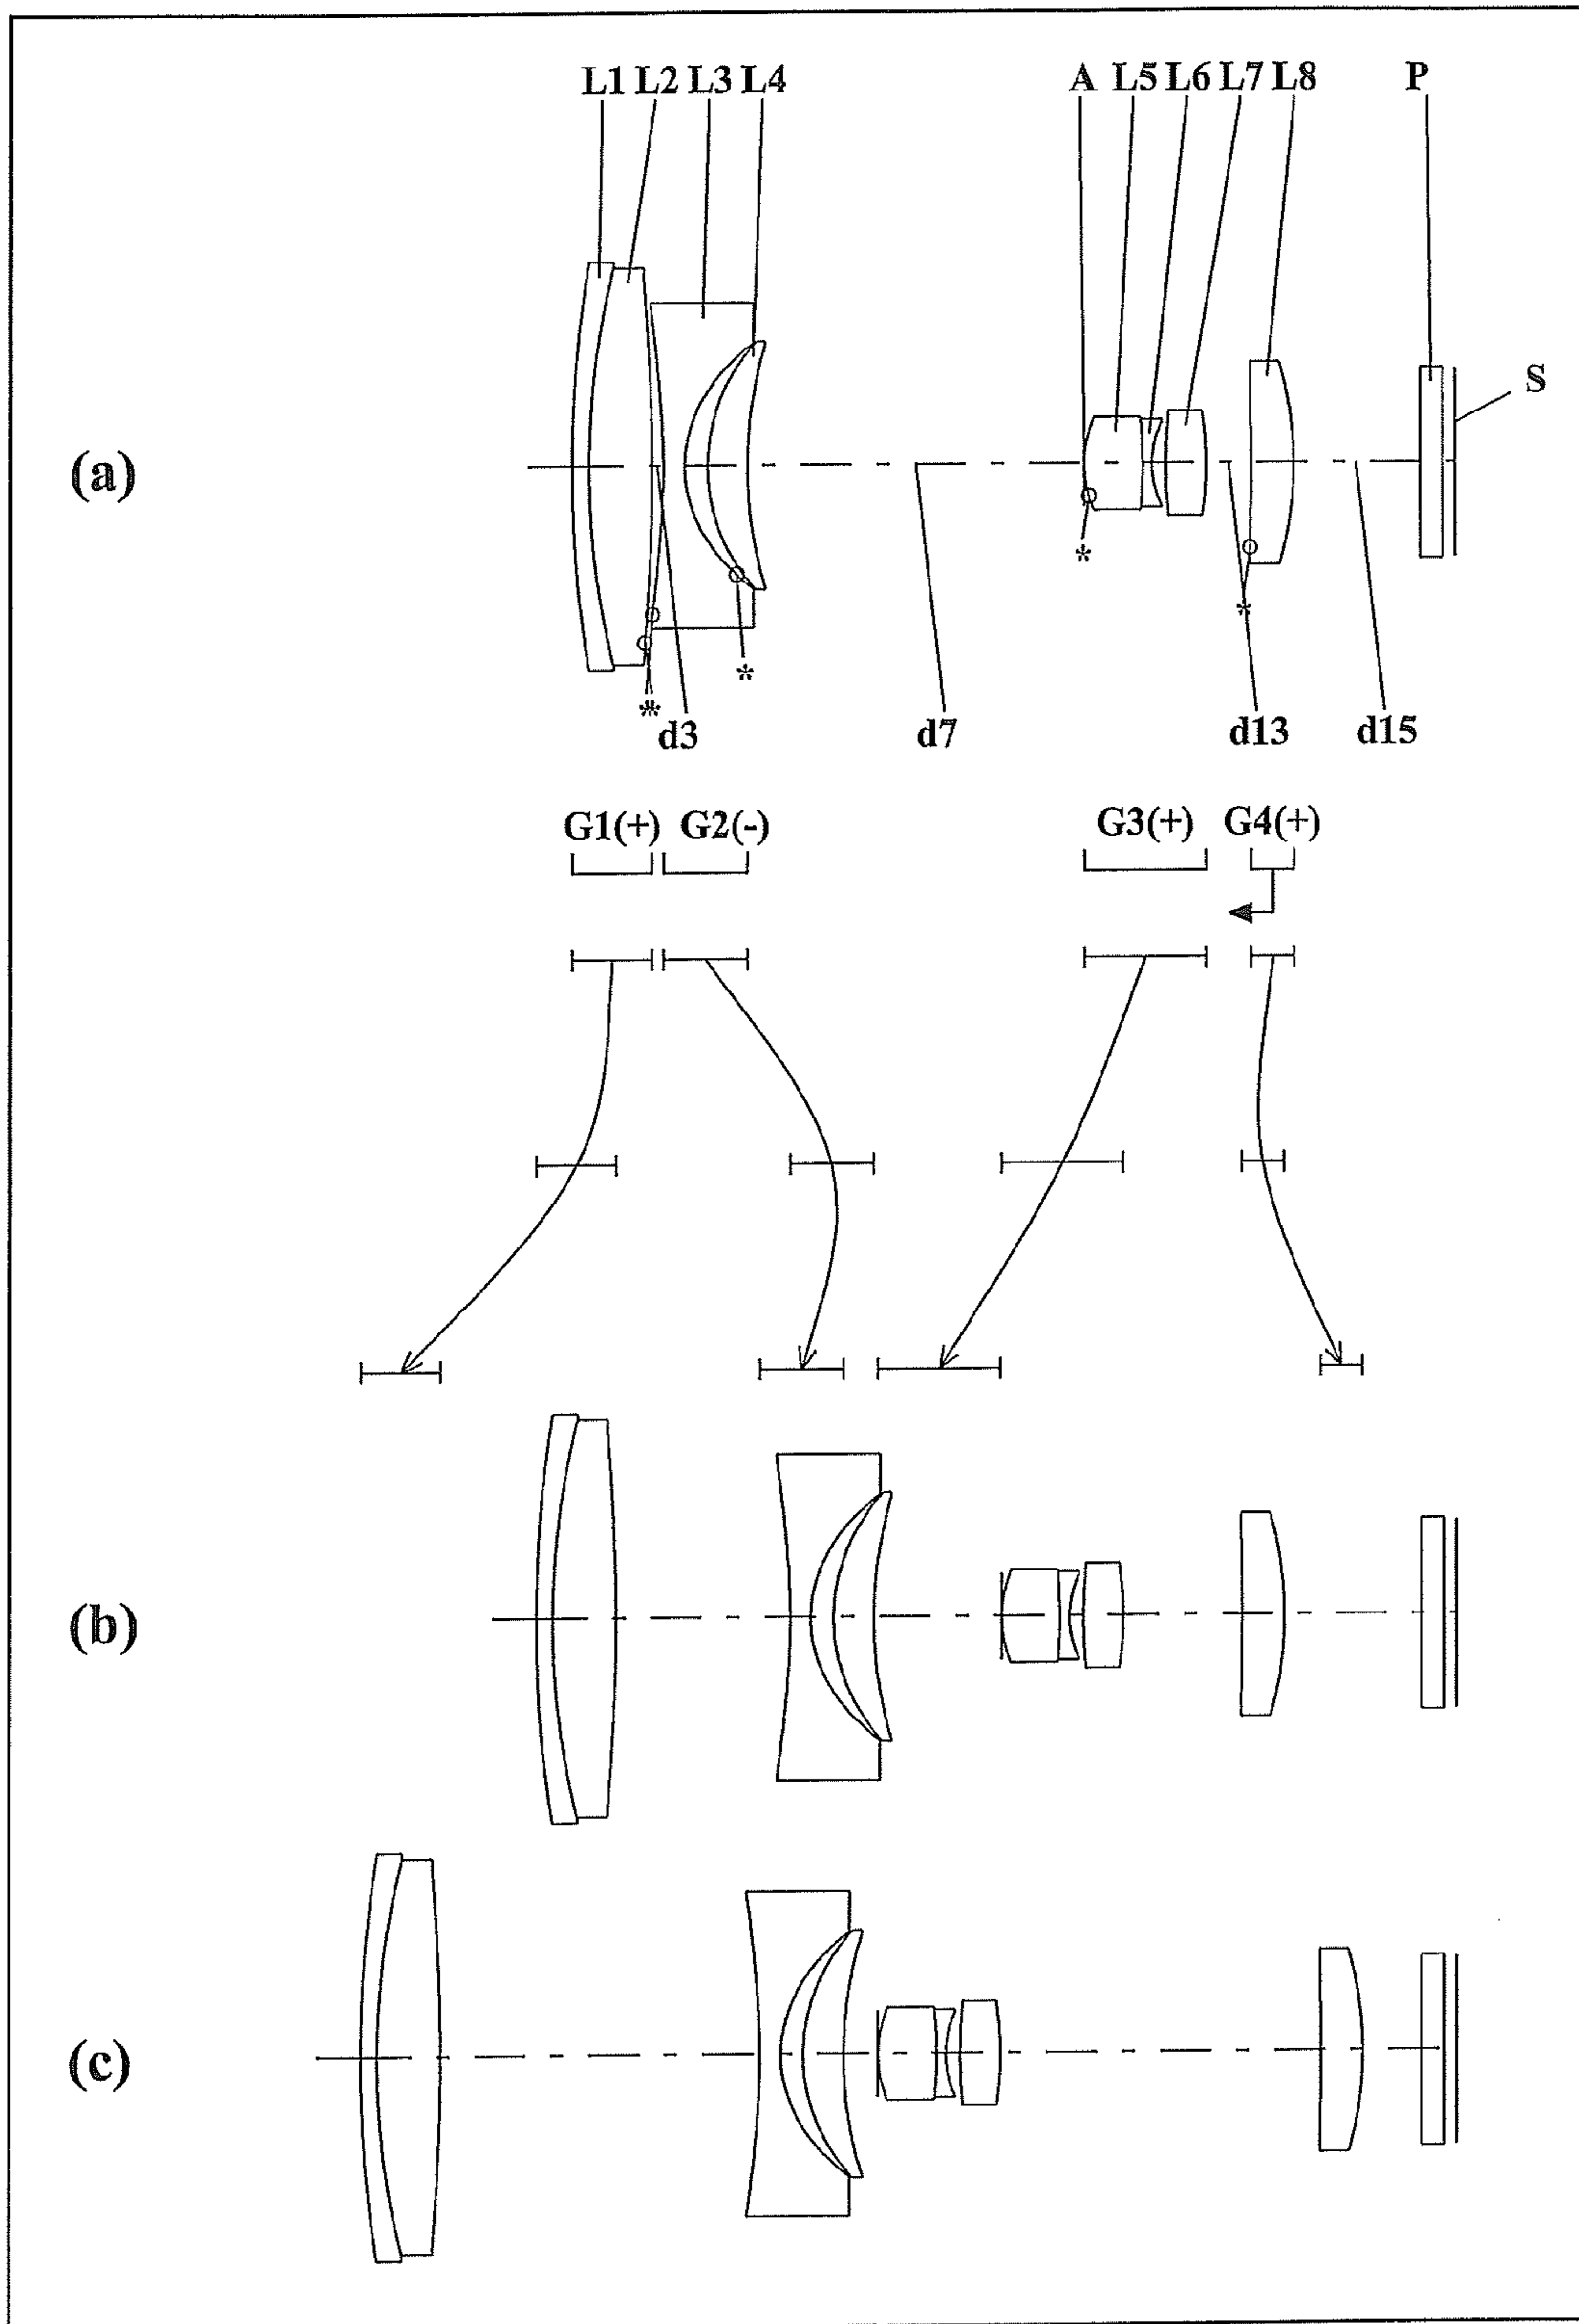 L1 L2 L3 L4 A L5 L6 L7 L8 P
S
(a)
*
*
*
* *
d3 d7 d13 d15
G1(+) G2(-) G3(+) G4(+)
(b)
(c)